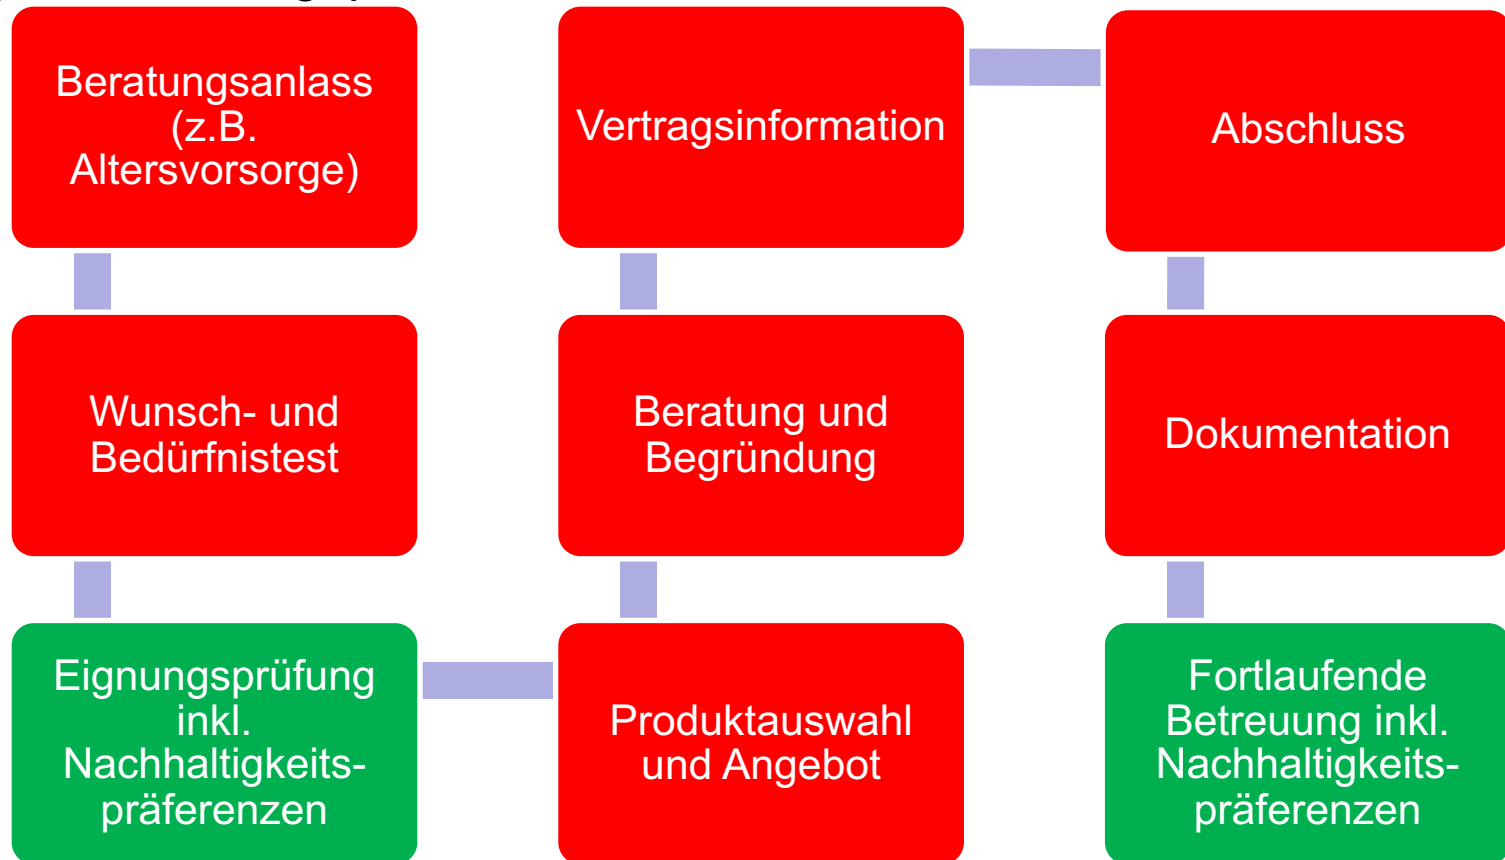 Beratungsanlass
(z.B.
Altersvorsorge)
Wunsch- und
Bedürfnistest
Eignungsprüfung
inkl.
Nachhaltigkeits-
präferenzen
Produktauswahl
und Angebot
Beratung und
Begründung
Vertragsinformation
Abschluss
Dokumentation
Fortlaufende
Betreuung inkl.
Nachhaltigkeits-
präferenzen